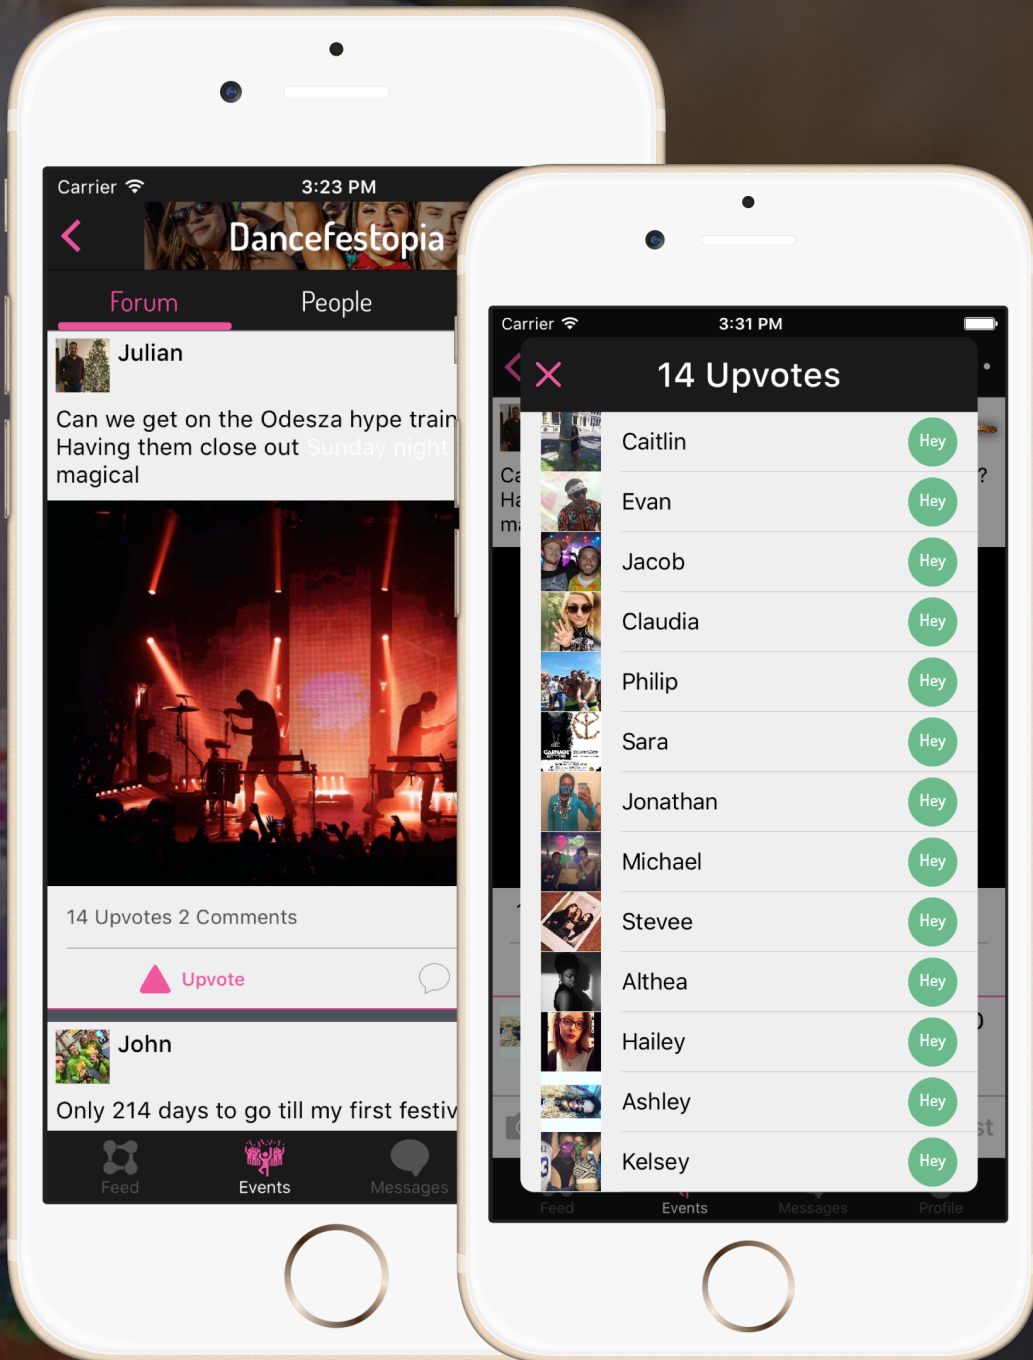 Carrier
3:23 PM
Dancefestopia
Forum
People
Julian
Can we get on the Odesza hype train
Having them close out Sunday night
magical
14 Upvotes 2 Comments
Upvote
John
Only 214 days to go till my first festiv
Feed
Events
Messages
Carrier
3:31 PM
14 Upvotes
Caitlin
Hey
Evan
Hey
Jacob
Hey
Claudia
Hey
Philip
Hey
Sara
Hey
Jonathan
Hey
Michael
Hey
Stevee
Hey
Althea
Hey
Hailey
Hey
Ashley
Hey
Kelsey
Hey
Feed
Events
Messages
Profile